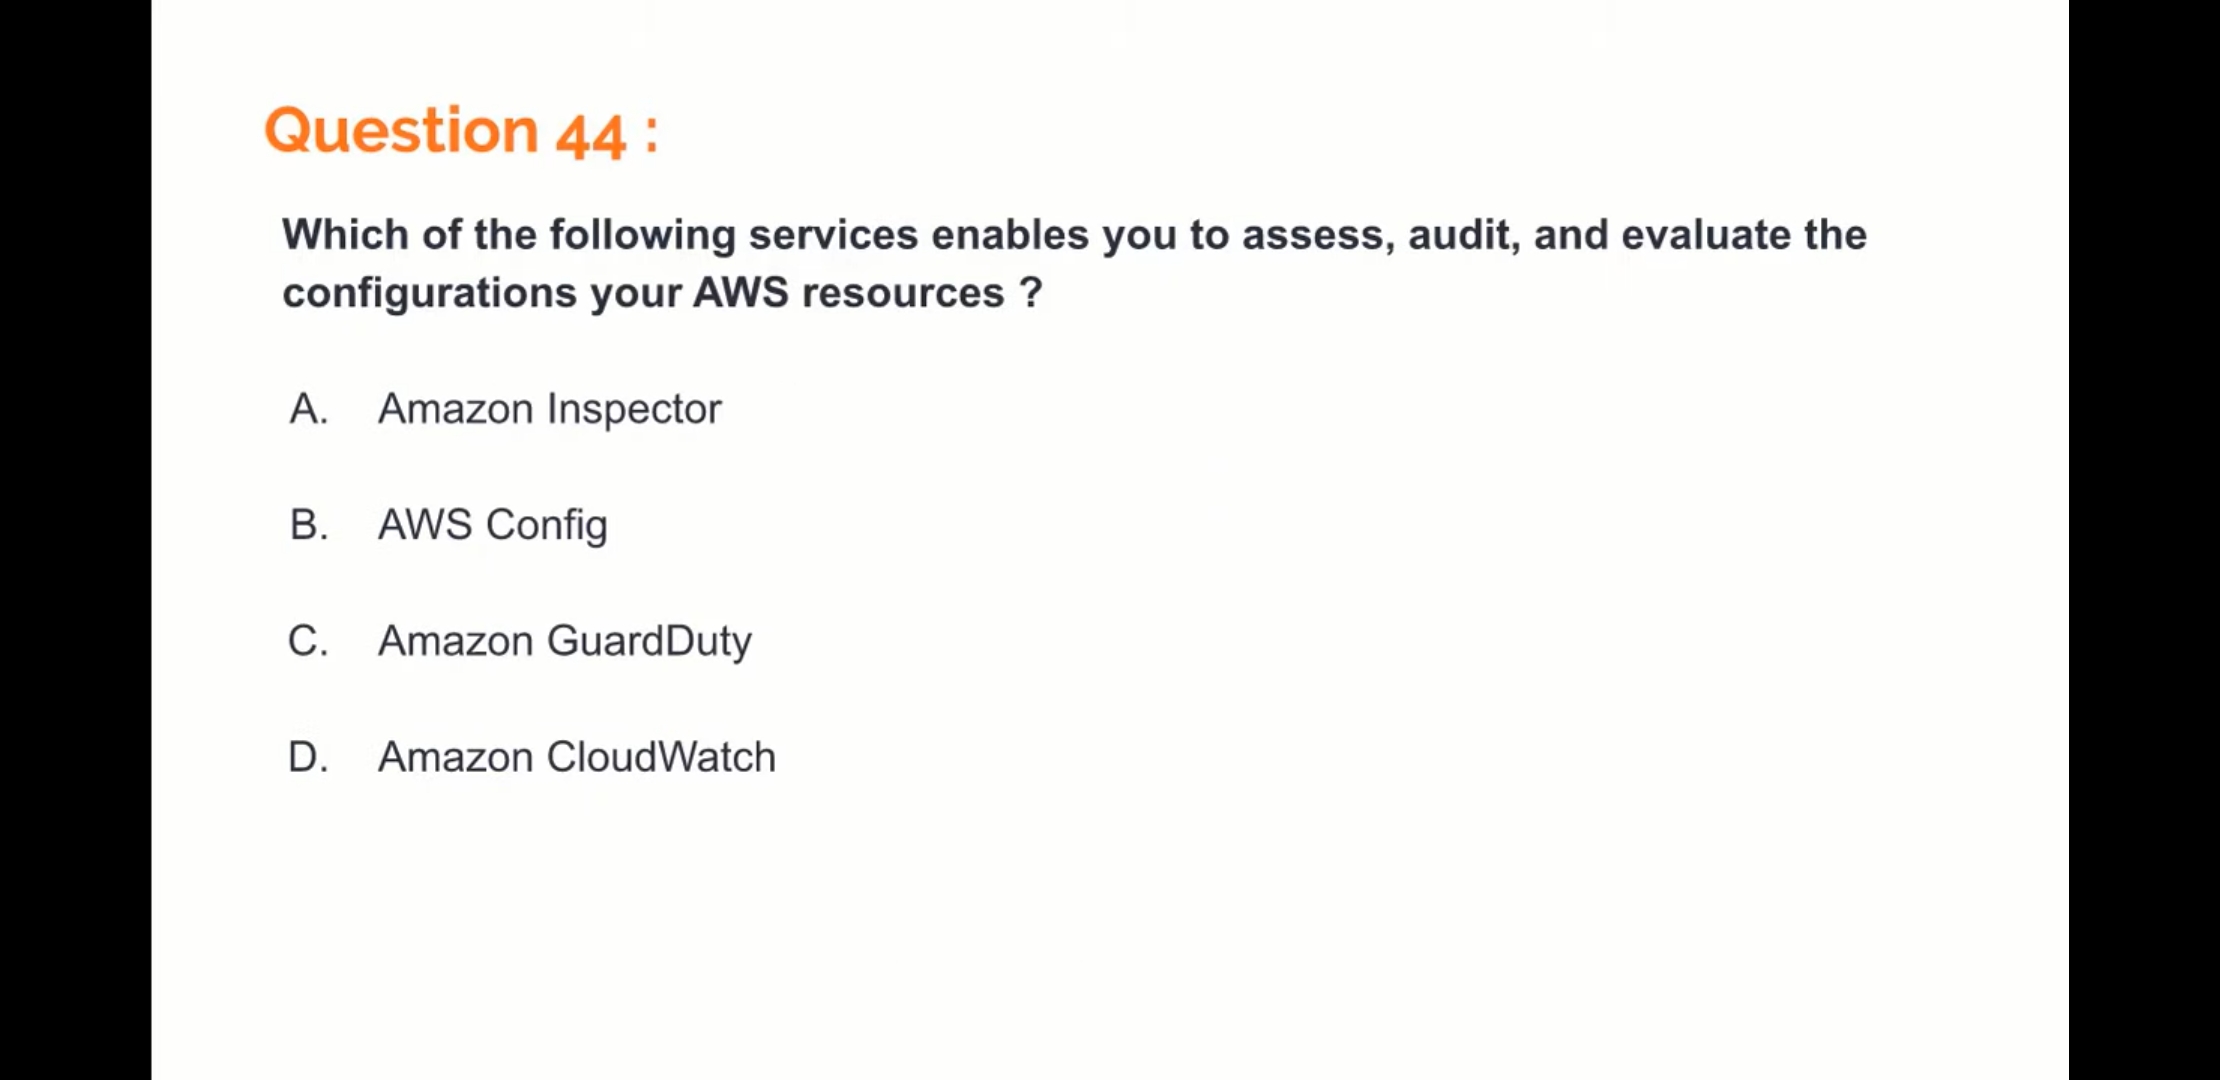 Question 44 :
Which of the following services enables you to assess, audit, and evaluate the
configurations your AWS resources ?
A. Amazon Inspector
B. AWS Config
C. Amazon GuardDuty
D. Amazon CloudWatch